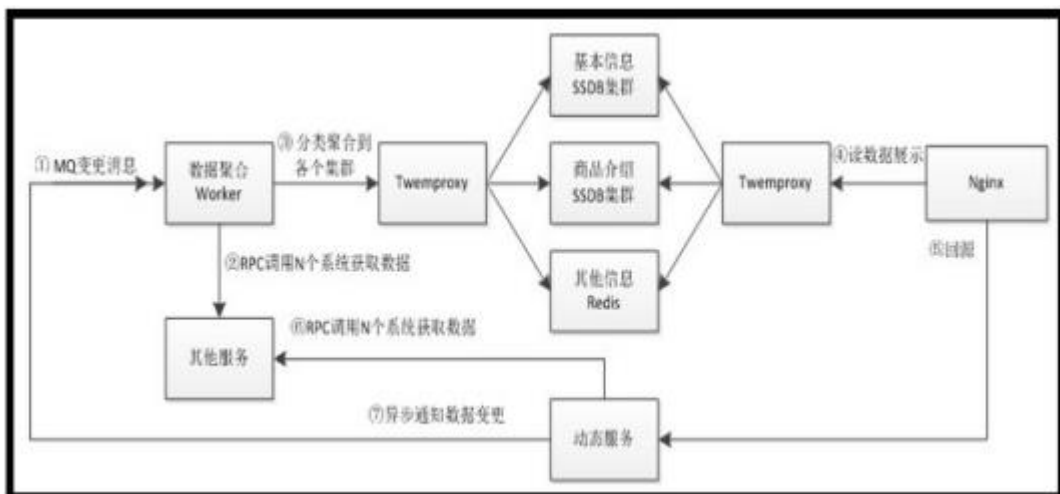 基本信息
SSDB集群
①MQ变更消息
数据聚合
Worker
③分类聚合到
各个集群
Twemproxy
商品介绍
SSDB集群
Twemproxy
④读数据展示
Nginx
②RPC调用N个系统获取数据
⑤回源
其他信息
Redis
⑥RPC调用N个系统获取数据
其他服务
⑦异步通知数据变更
动态服务